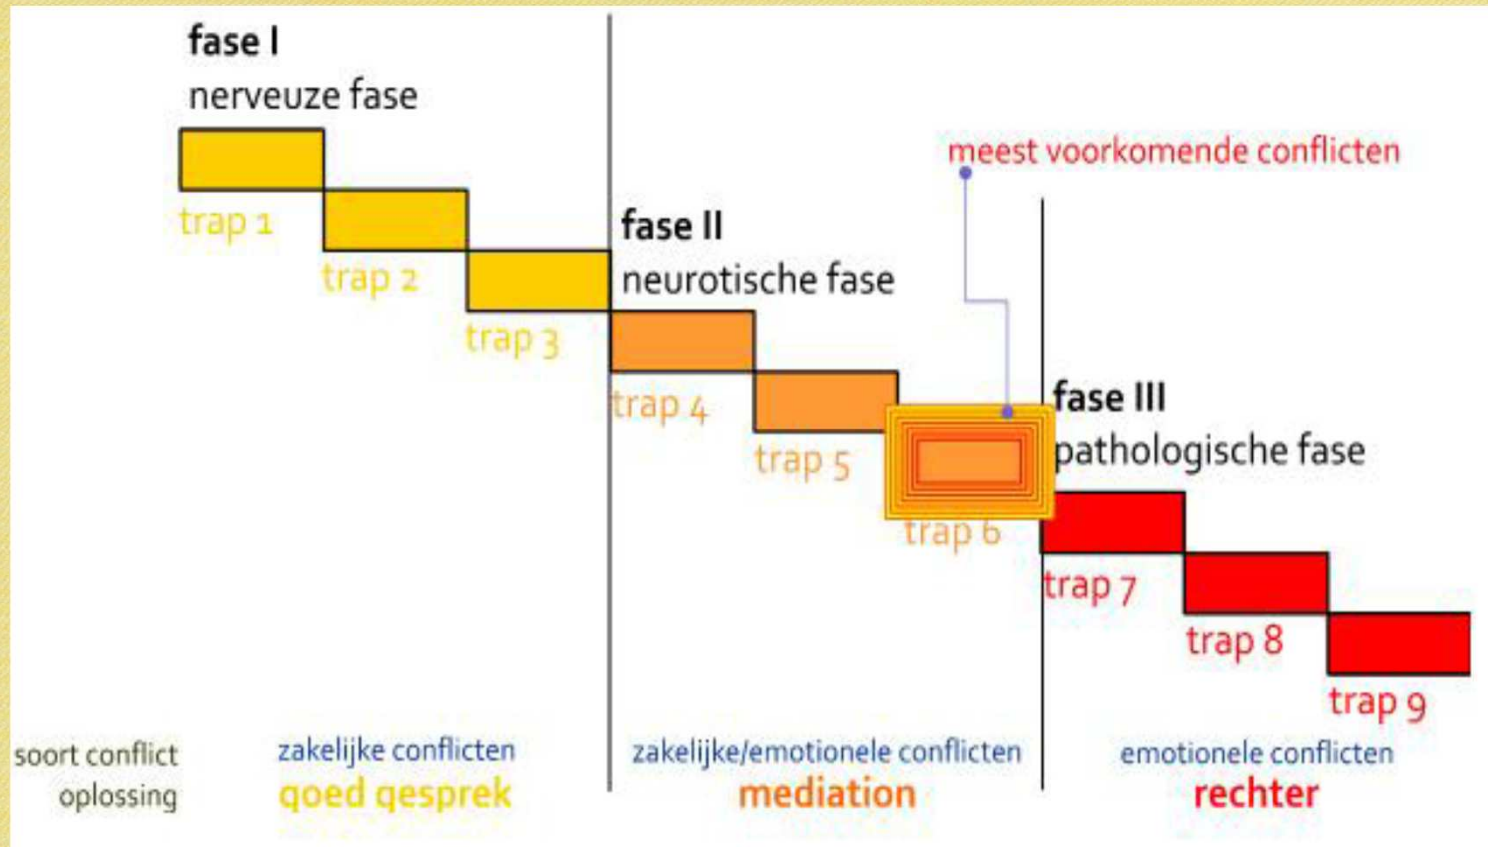 fase I
nerveuze fase
trap 1
trap 2
trap 3
fase II
neurotische fase
trap 4
trap 5
trap 6
meest voorkomende conflicten
fase III
pathologische fase
trap 7
trap 8
trap 9
soort conflict
zakelijke conflicten
zakelijke/emotionele conflicten
emotionele conflicten
oplossing
goed gesprek
mediation
rechter